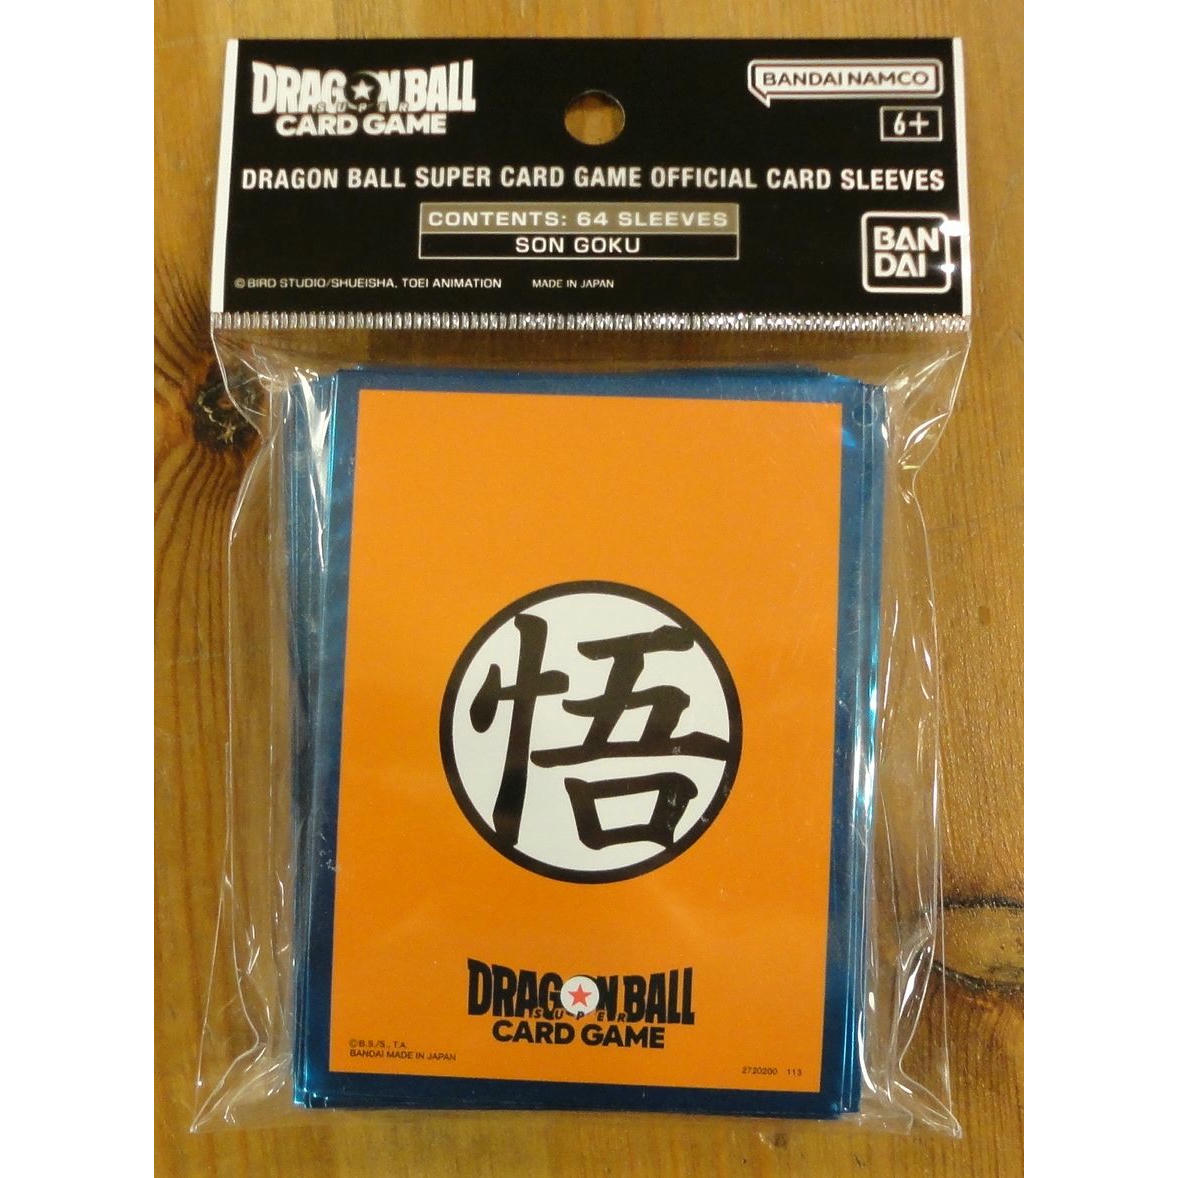 DRAGON BALL
SUPER
CARD GAME
BANDAI NAMCO
6+
DRAGON BALL SUPER CARD GAME OFFICIAL CARD SLEEVES
CONTENTS: 64 SLEEVES
SON GOKU
BAN
DAI
©BIRD STUDIO/SHUEISHA, TOEI ANIMATION MADE IN JAPAN
悟
DRAGON BALL
SUPER
CARD GAME
©B.S./S., T.A.
BANDAI MADE IN JAPAN
2720200 113